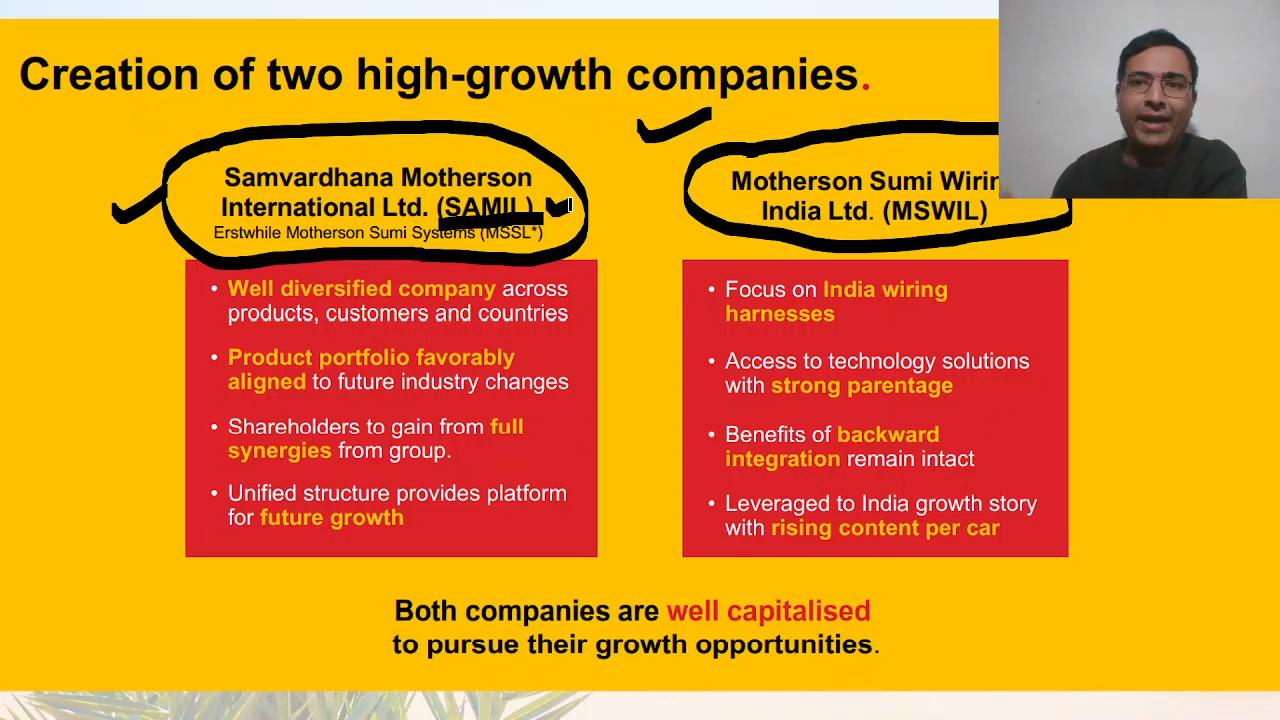 Creation of two high-growth companies.
Samvardhana Motherson
International Ltd. (SAMIL)
Erstwhile Motherson Sumi Systems (MSSL*)
• Well diversified company across
products, customers and countries
• Product portfolio favorably
aligned to future industry changes
• Shareholders to gain from full
synergies from group.
• Unified structure provides platform
for future growth
Motherson Sumi Wirin
India Ltd. (MSWIL)
• Focus on India wiring
harnesses
• Access to technology solutions
with strong parentage
• Benefits of backward
integration remain intact
• Leveraged to India growth story
with rising content per car
Both companies are well capitalised
to pursue their growth opportunities.